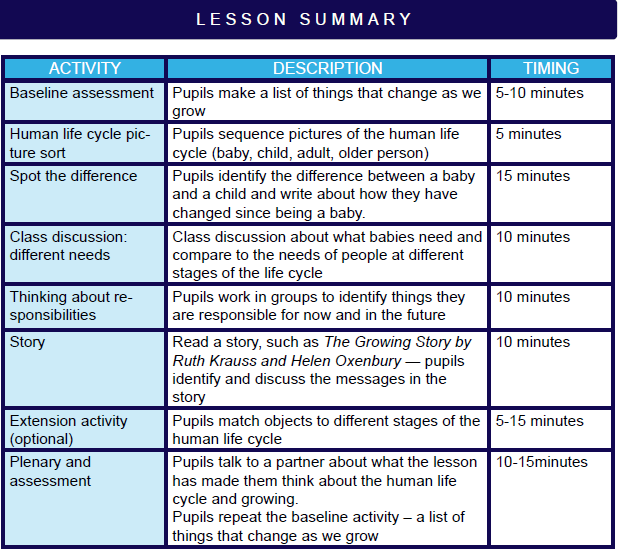 LESSON SUMMARY
ACTIVITY DESCRIPTION TIMING
Baseline assessment
Pupils make a list of things that change as we
grow
5-10 minutes
Human life cycle pic-
ture sort
Pupils sequence pictures of the human life
cycle (baby, child, adult, older person)
5 minutes
Spot the difference
Pupils identify the difference between a baby
and a child and write about how they have
changed since being a baby.
15 minutes
Class discussion:
different needs
Class discussion about what babies need and
compare to the needs of people at different
stages of the life cycle
10 minutes
Thinking about re-
sponsibilities
Pupils work in groups to identify things they
are responsible for now and in the future
10 minutes
Story
Read a story, such as The Growing Story by
Ruth Krauss and Helen Oxenbury — pupils
identify and discuss the messages in the
story
10 minutes
Extension activity
(optional)
Pupils match objects to different stages of the
human life cycle
5-15 minutes
Plenary and
assessment
Pupils talk to a partner about what the lesson
has made them think about the human life
cycle and growing.
Pupils repeat the baseline activity – a list of
things that change as we grow
10-15minutes